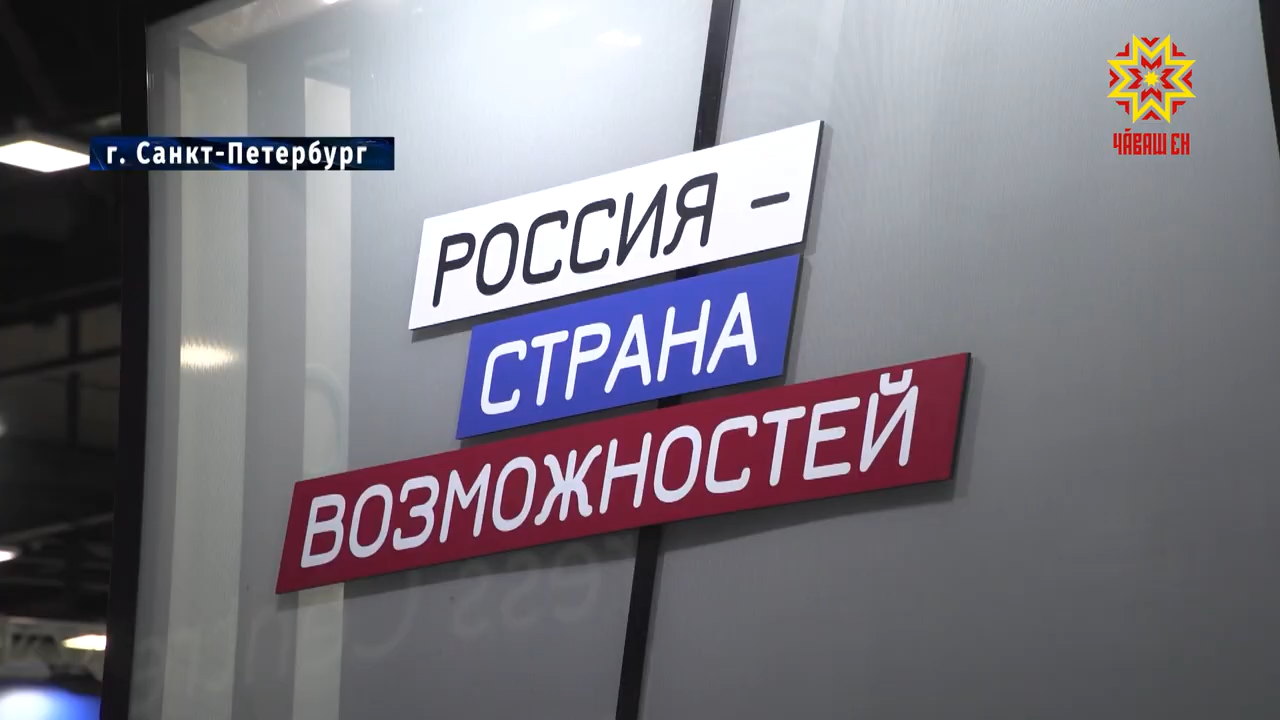 г. Санкт-Петербург
ЧӐВАШ ЕН
РОССИЯ –
СТРАНА
ВОЗМОЖНОСТЕЙ